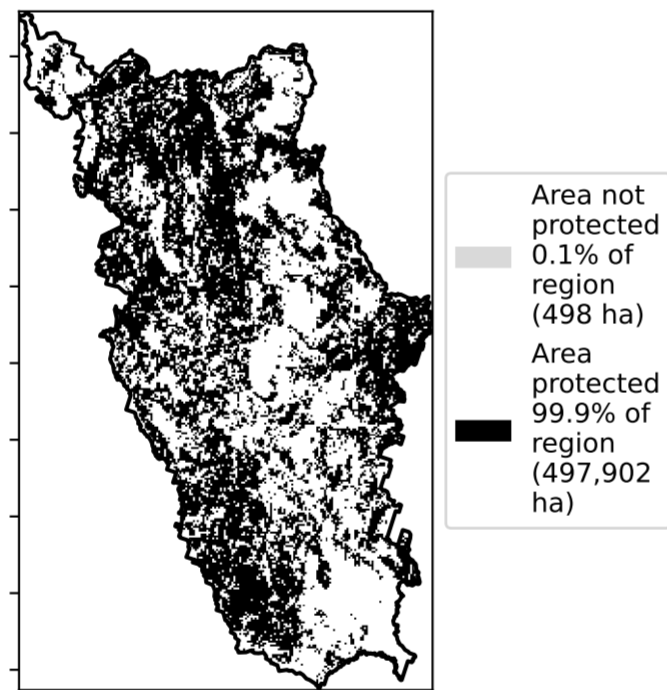 Area not
protected
0.1% of
region
(498 ha)
Area
protected
99.9% of
region
(497,902
ha)